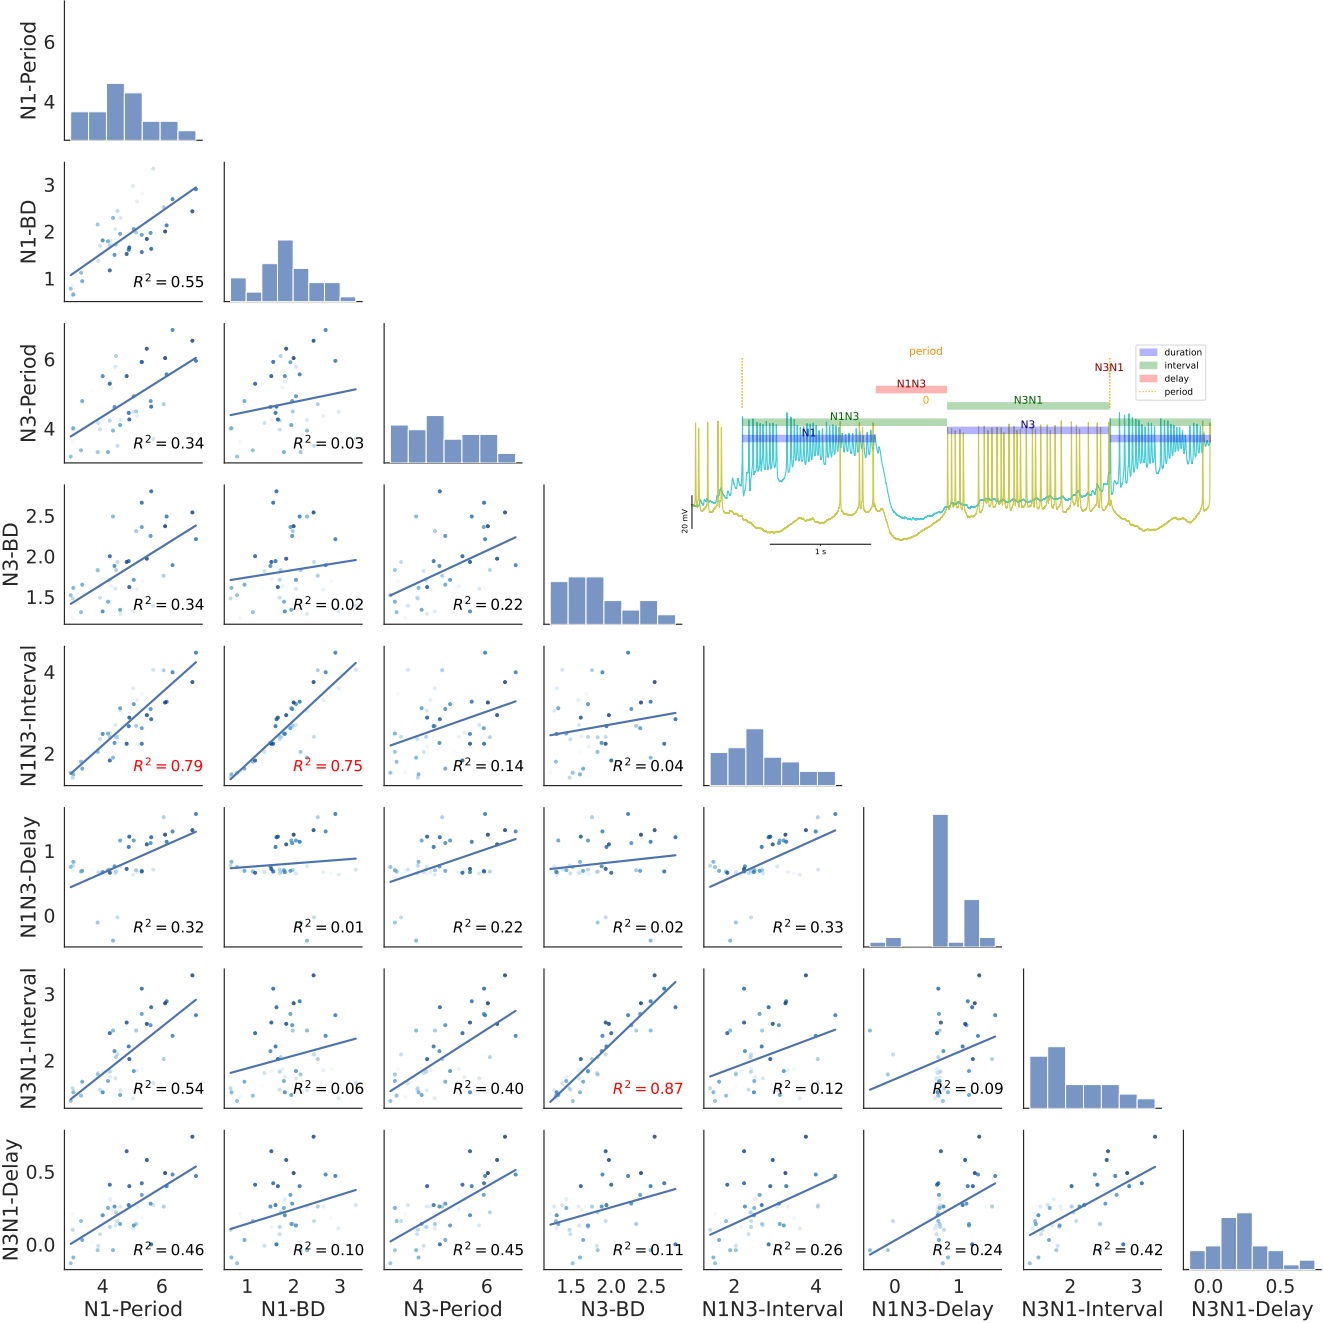 N1-Period
6
4
N1-BD
3
2
1
R² = 0.55
N3-Period
6
4
R² = 0.34
R² = 0.03
period
N3N1
N1N3
0
N3N1
N1N3
N1
N3
duration
interval
delay
period
20 mV
1 s
N3-BD
2.5
2.0
1.5
R² = 0.34
R² = 0.02
R² = 0.22
N1N3-Interval
4
2
R² = 0.79
R² = 0.75
R² = 0.14
R² = 0.04
N1N3-Delay
1
0
R² = 0.32
R² = 0.01
R² = 0.22
R² = 0.02
R² = 0.33
N3N1-Interval
3
2
R² = 0.54
R² = 0.06
R² = 0.40
R² = 0.87
R² = 0.12
R² = 0.09
N3N1-Delay
0.5
0.0
R² = 0.46
R² = 0.10
R² = 0.45
R² = 0.11
R² = 0.26
R² = 0.24
R² = 0.42
4 6 1 2 3 4 6 1.5 2.0 2.5 2 4 0 1 2 3 0.0 0.5
N1-Period N1-BD N3-Period N3-BD N1N3-Interval N1N3-Delay N3N1-Interval N3N1-Delay